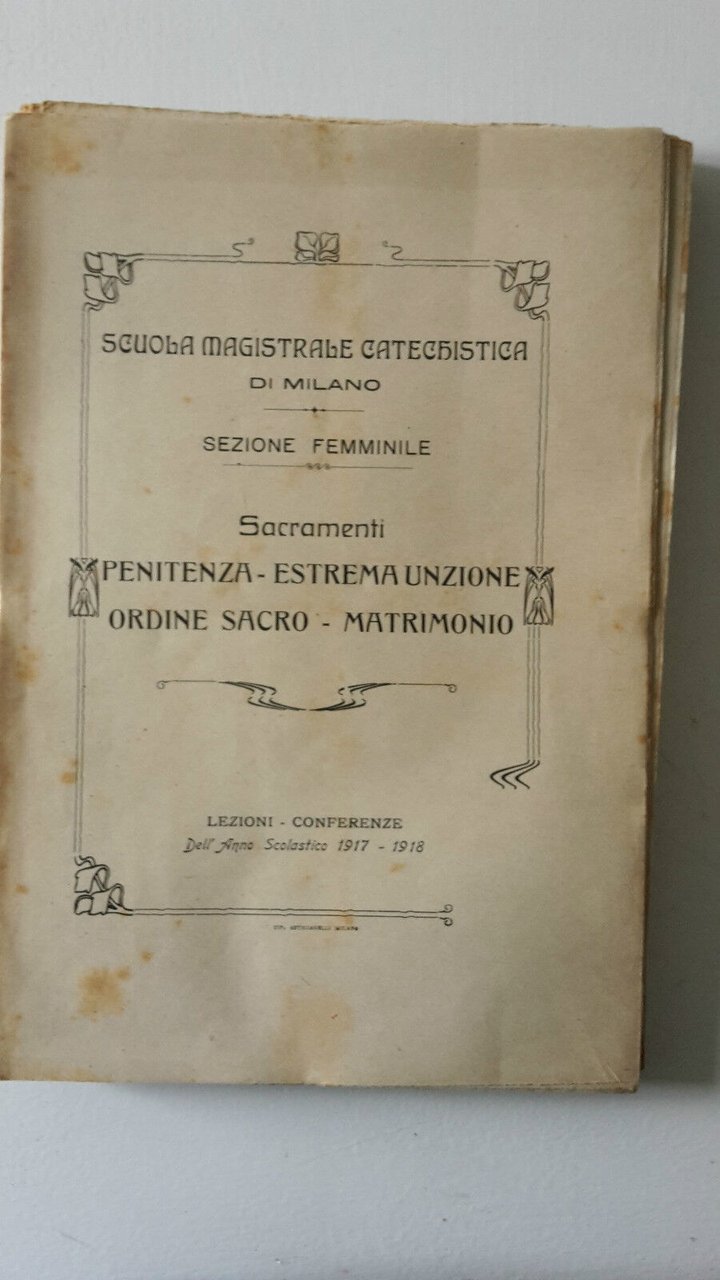 SCUOLA MAGISTRALE CATECHISTICA
DI MILANO
SEZIONE FEMMINILE
Sacramenti
PENITENZA - ESTREMA UNZIONE
ORDINE SACRO - MATRIMONIO
LEZIONI - CONFERENZE
Dell' Anno Scolastico 1917 - 1918
MILANO